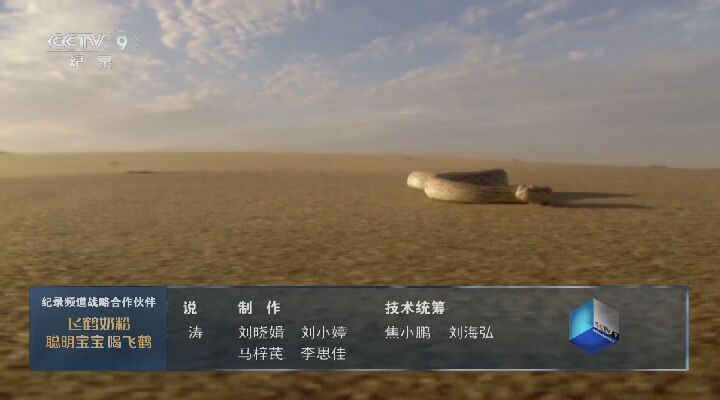 CCTV 9
纪录
纪录频道战略合作伙伴
飞鹤奶粉
聪明宝宝 喝飞鹤
说 制 作 技术统筹
涛 刘晓娟 刘小婷 焦小鹏 刘海弘
马梓芪 李思佳